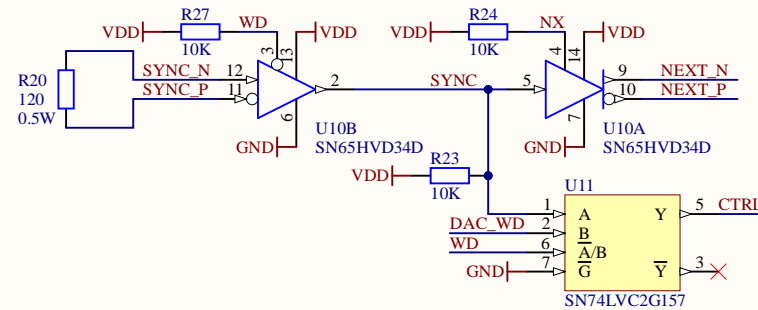 R27
VDD
WD
10K
3
13
VDD
R20
120
0.5W
SYNC_N
12
SYNC_P
11
2
6
GND
U10B
SN65HVD34D
SYNC
R24
VDD
NX
10K
4
14
VDD
5
9
NEXT_N
10
NEXT_P
7
GND
U10A
SN65HVD34D
R23
VDD
10K
U11
1
A
Y
5
CTRL
DAC_WD
2
B
WD
6
A/B
GND
7
G
Y
3
SN74LVC2G157